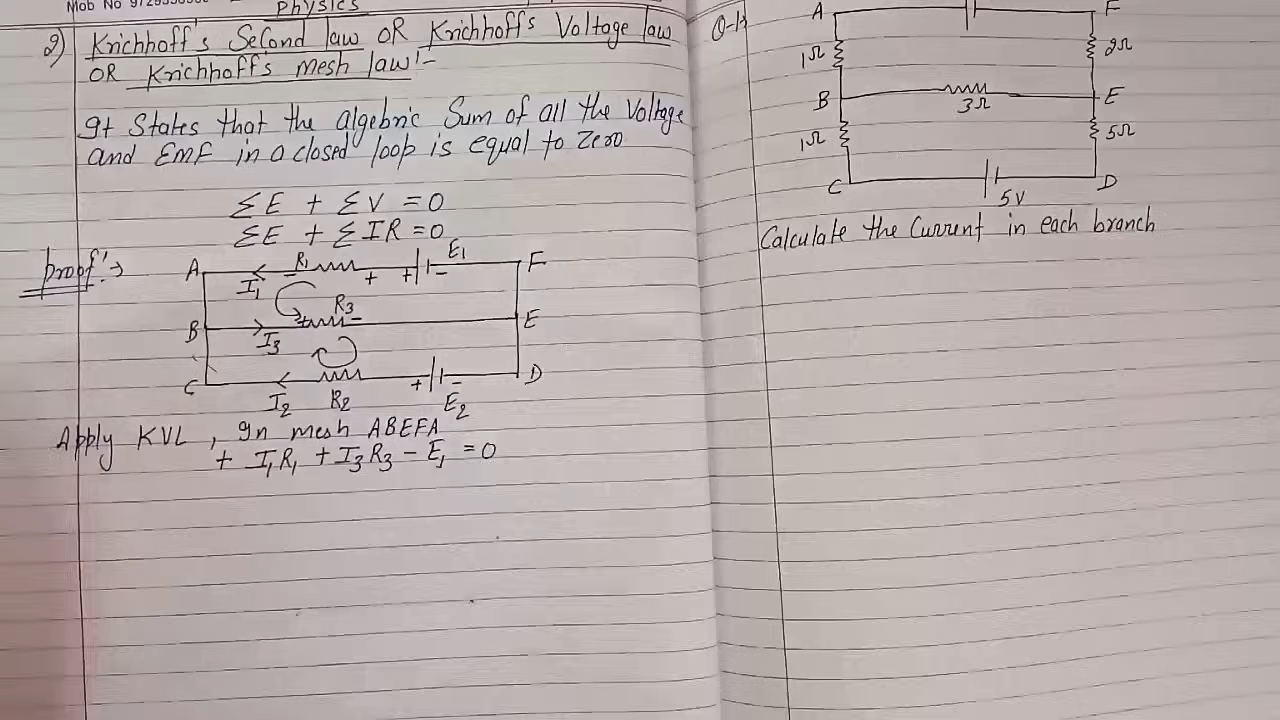 Physics
2) Krichhoff's Second law OR Krichhoff's Voltage law
OR Krichhoff's mesh law :-
It States that the algebric Sum of all the Voltage
and EMF in a closed loop is equal to Zero
ΣE + ΣV = 0
ΣE + ΣIR = 0
proof :→
A I₁ R₁ + + - E₁ F
B I₃ R₃ - E
C I₂ R₂ + - E₂ D
Apply KVL, In mesh ABEFA
+ I₁R₁ + I₃R₃ - E₁ = 0
A F
1Ω 2Ω
B 3Ω E
1Ω 5Ω
C 5V D
Calculate the Current in each branch